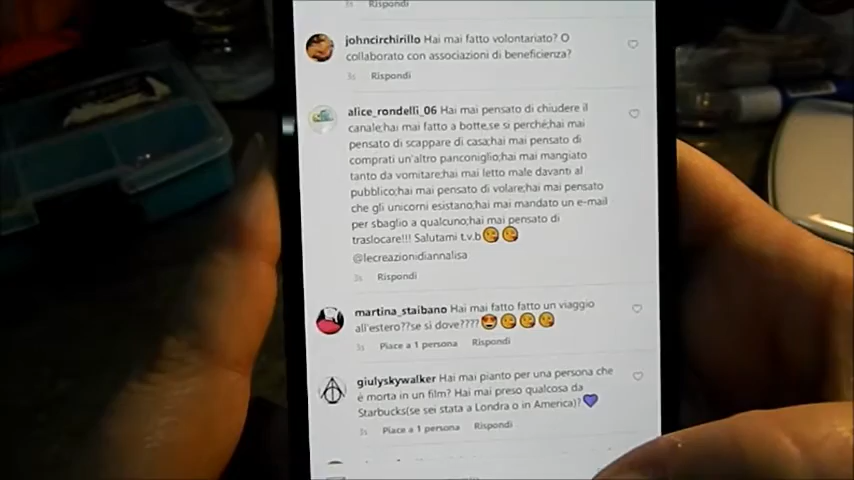 3s Rispondi
johncirchirillo Hai mai fatto volontariato? O
collaborato con associazioni di beneficienza?
3s Rispondi
alice_rondelli_06 Hai mai pensato di chiudere il
canale;hai mai fatto a botte,se si perché;hai mai
pensato di scappare di casa;hai mai pensato di
comprati un'altro panconiglio;hai mai mangiato
tanto da vomitare;hai mai letto male davanti al
pubblico;hai mai pensato di volare;hai mai pensato
che gli unicorni esistano;hai mai mandato un e-mail
per sbaglio a qualcuno;hai mai pensato di
traslocare!!! Salutami t.v.b
@lecreazionidiannalisa
3s Rispondi
martina_staibano Hai mai fatto fatto un viaggio
all'estero??se si dove????
3s Piace a 1 persona Rispondi
giulyskywalker Hai mai pianto per una persona che
è morta in un film? Hai mai preso qualcosa da
Starbucks(se sei stata a Londra o in America)?
3s Piace a 1 persona Rispondi